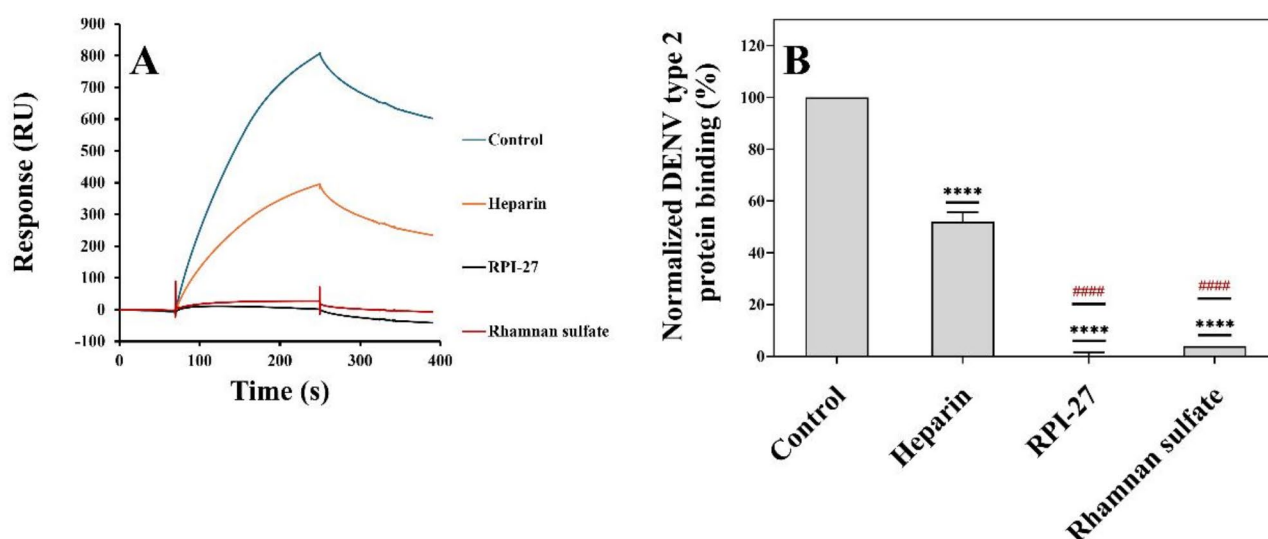 A
Response (RU)
900
800
700
600
500
400
300
200
100
0
-100
0
100
200
300
400
Time (s)
Control
Heparin
RPI-27
Rhamnan sulfate
B
Normalized DENV type 2
protein binding (%)
120
100
80
60
40
20
0
****
####
****
####
****
Control
Heparin
RPI-27
Rhamnan sulfate